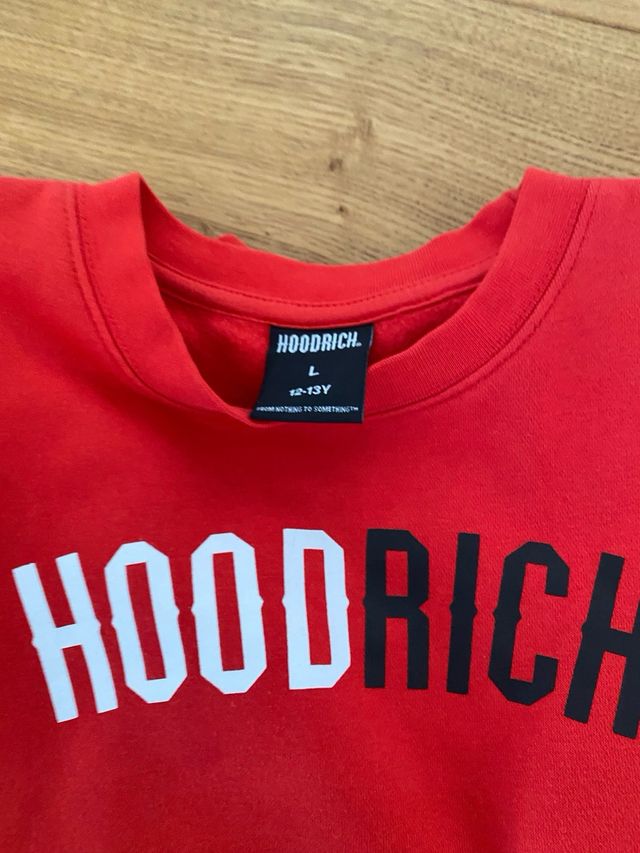 HOODRICH
L
12-13Y
FROM NOTHING TO SOMETHING™
HOODRICH